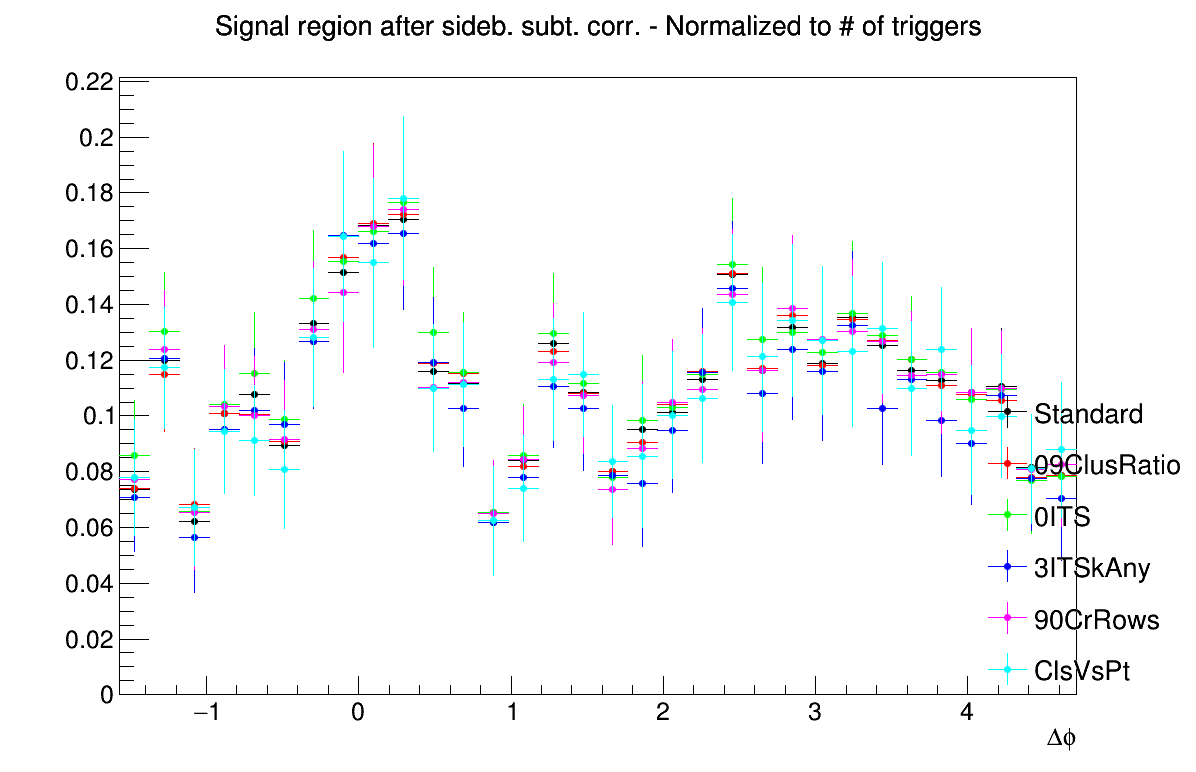 Signal region after sideb. subt. corr. - Normalized to # of triggers
0.22
0.2
0.18
0.16
0.14
0.12
0.1
0.08
0.06
0.04
0.02
0
Standard
09ClusRatio
0ITS
3ITSkAny
90CrRows
ClsVsPt
−1 0 1 2 3 4
Δϕ